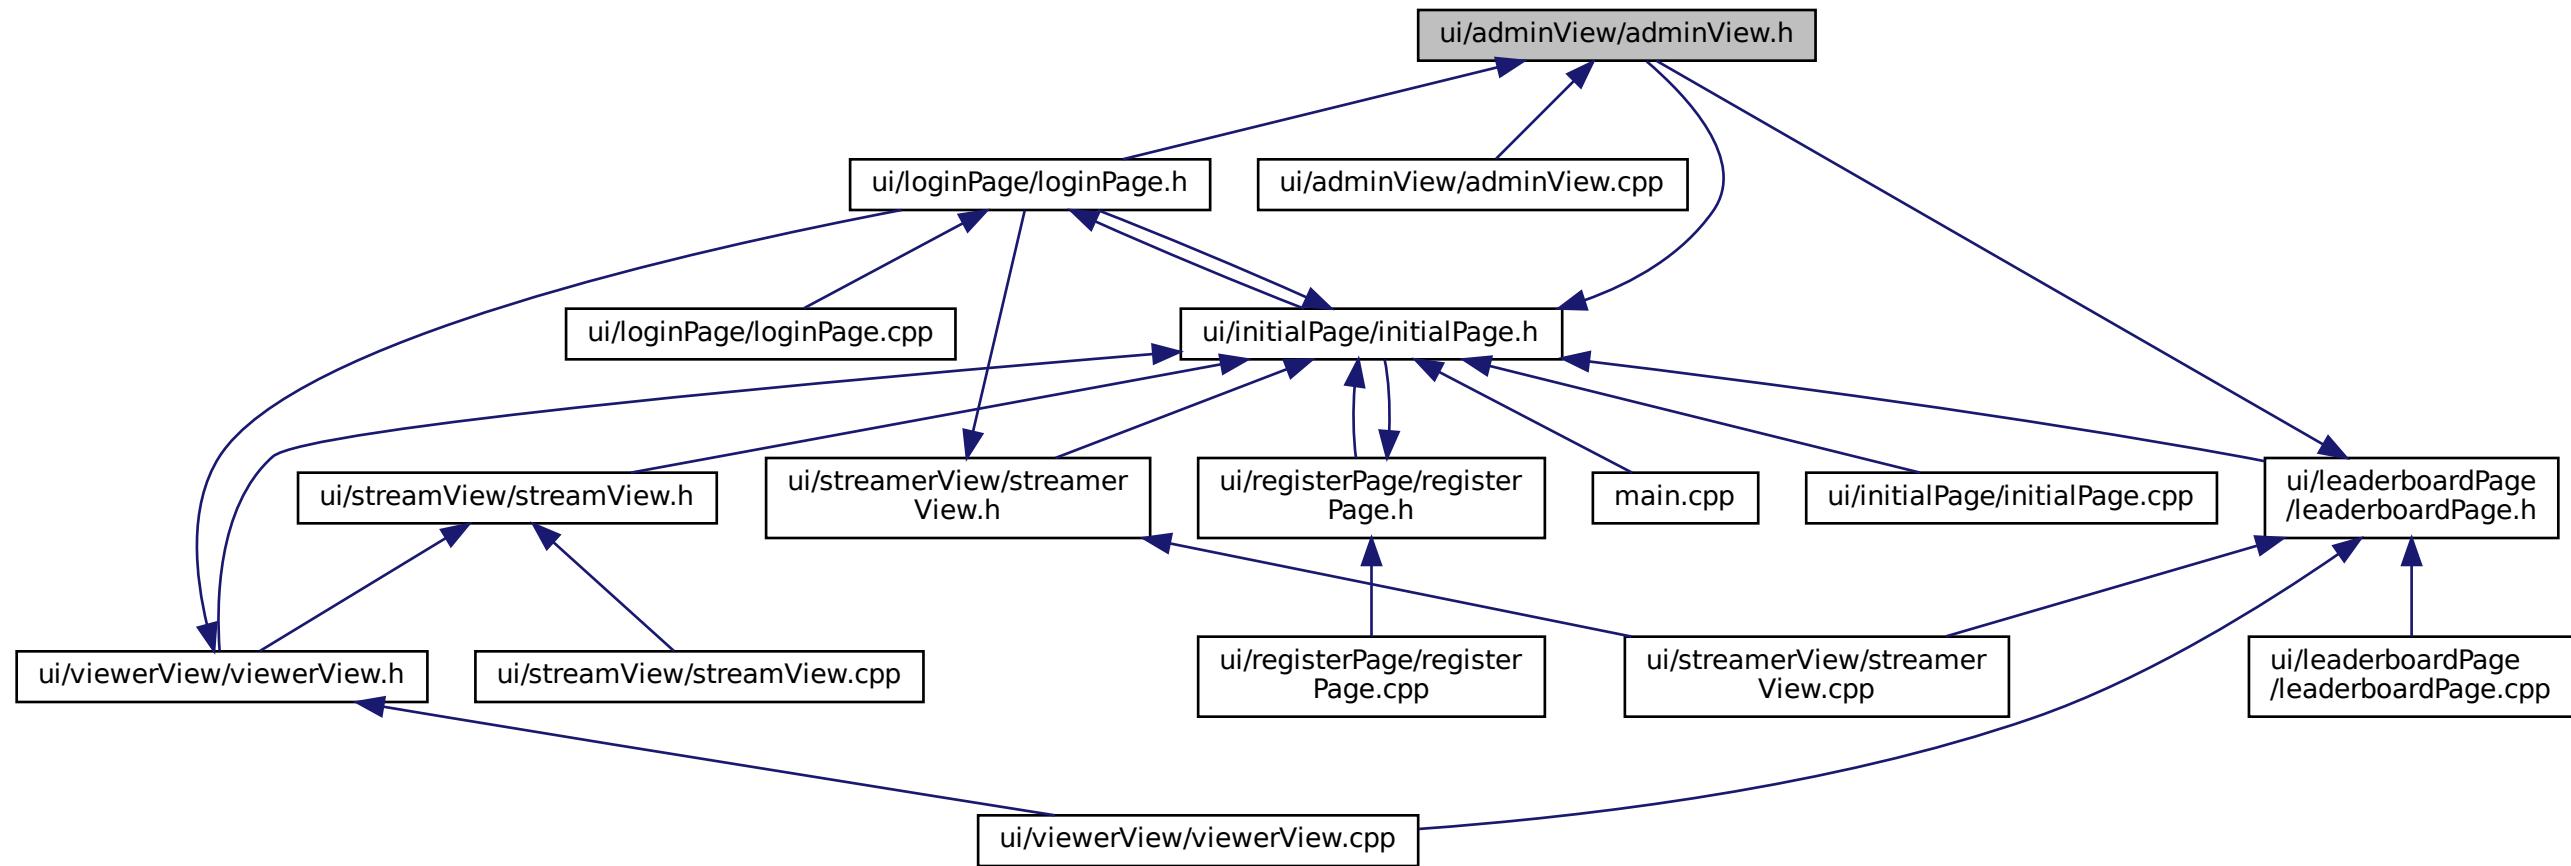 ui/adminView/adminView.h
ui/loginPage/loginPage.h
ui/adminView/adminView.cpp
ui/loginPage/loginPage.cpp
ui/initialPage/initialPage.h
ui/streamView/streamView.h
ui/streamerView/streamer
View.h
ui/registerPage/register
Page.h
main.cpp
ui/initialPage/initialPage.cpp
ui/leaderboardPage
/leaderboardPage.h
ui/viewerView/viewerView.h
ui/streamView/streamView.cpp
ui/registerPage/register
Page.cpp
ui/streamerView/streamer
View.cpp
ui/leaderboardPage
/leaderboardPage.cpp
ui/viewerView/viewerView.cpp